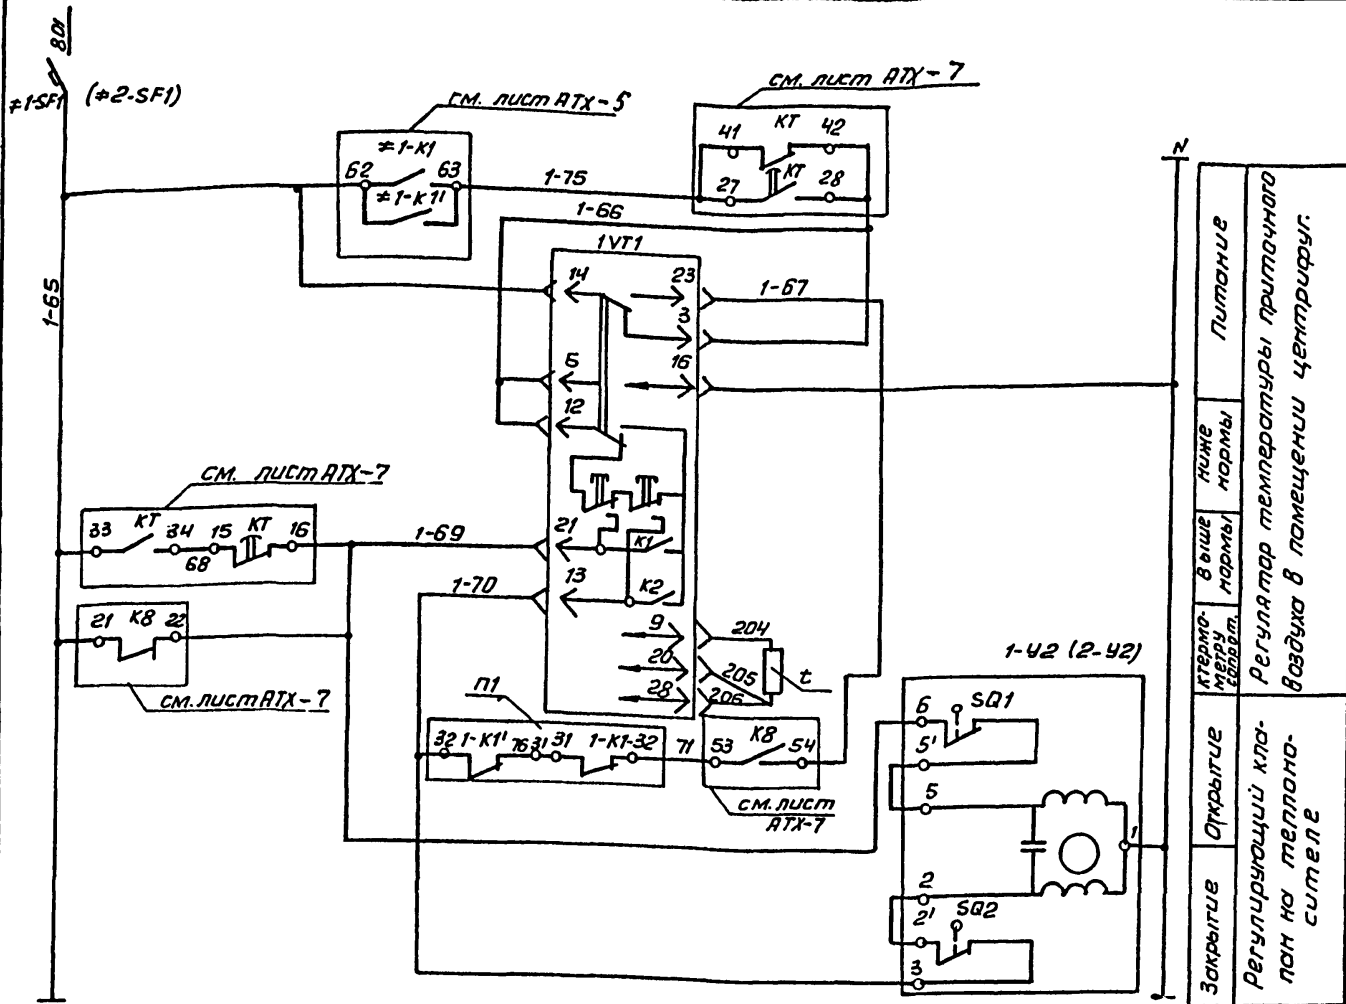 801
≠1-SF1 (≠2-SF1)
см. лист АТХ-5
≠1-К1
62 63
≠1-К1'
1-75
см. лист АТХ-7
41 КТ 42
27 КТ 28
N
1-66
1VT1
14 23
1-67
3
16
5
12
1-65
см. лист АТХ-7
33 КТ 34 15 КТ 16
68
1-69
21
К1
1-70
13
К2
21 К8 22
см. лист АТХ-7
9 204
20 205
28 206
t
П1
32 1-К1' 76 31' 31 1-К1-32 71
53 К8 54
см. лист
АТХ-7
1-У2 (2-У2)
6 SQ1
5'
5
1
2
2' SQ2
3
Питание
ниже
нормы
выше
нормы
ктермо-
метру
сопрот.
Регулятор температуры приточного
воздуха в помещении центрифуг.
Открытие
Закрытие
Регулирующий кла-
пан на теплоно-
сителе